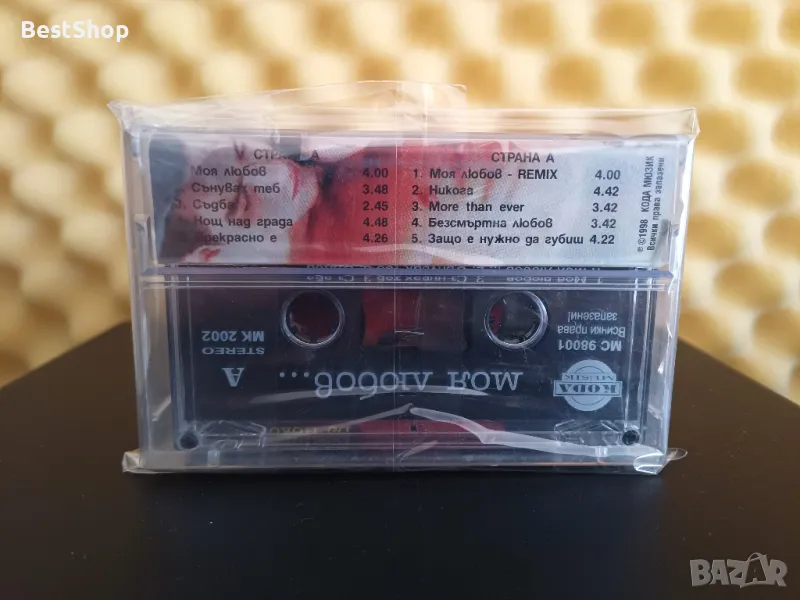 BestShop
СТРАНА А
Моя любов 4.00
Сънувах теб 3.48
Съдба 2.45
Нощ над града 4.48
Прекрасно е 4.26
СТРАНА А
1. Моя любов - REMIX 4.00
2. Никога 4.42
3. More than ever 3.42
4. Безсмъртна любов 3.42
5. Защо е нужно да губиш 4.22
℗©1998 КОДА МЮЗИК
Всички права запазени
MC 98001
Всички права
запазени!
STEREO
MK 2002
KODA
MUSIK
моя любов... A
BAZAR